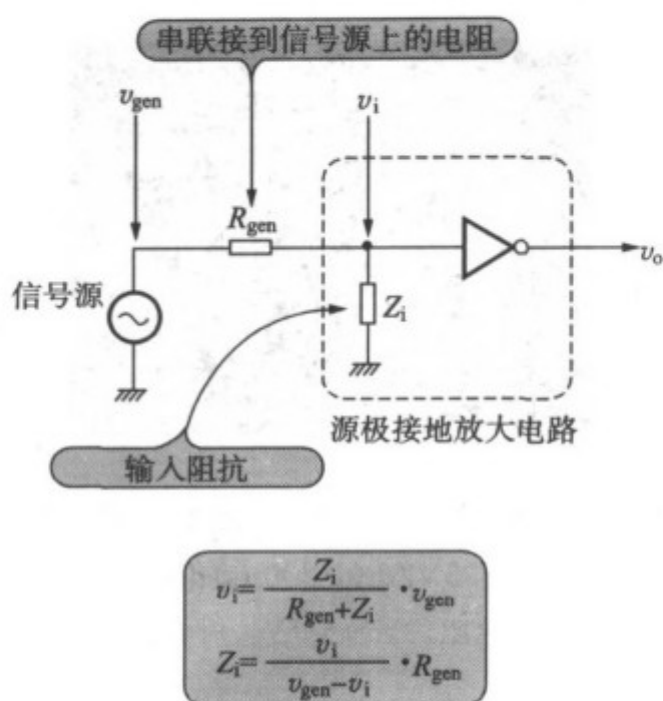 串联接到信号源上的电阻
v_gen
v_i
R_gen
信号源
Z_i
v_o
源极接地放大电路
输入阻抗
v_i= Z_i / (R_gen+Z_i) ·v_gen
Z_i= v_i / (v_gen−v_i) ·R_gen